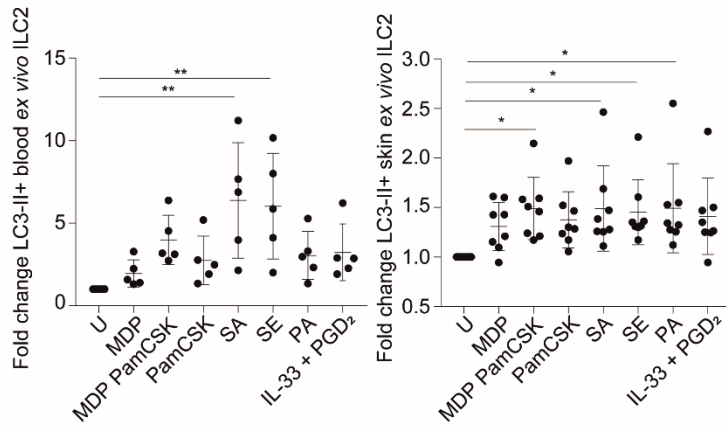 Fold change LC3-II+ blood ex vivo ILC2
15
10
5
0
**
**
U
MDP
MDP PamCSK
PamCSK
SA
SE
PA
IL-33 + PGD₂
Fold change LC3-II+ skin ex vivo ILC2
3.0
2.5
2.0
1.5
1.0
0.5
*
*
*
*
U
MDP
MDP PamCSK
PamCSK
SA
SE
PA
IL-33 + PGD₂